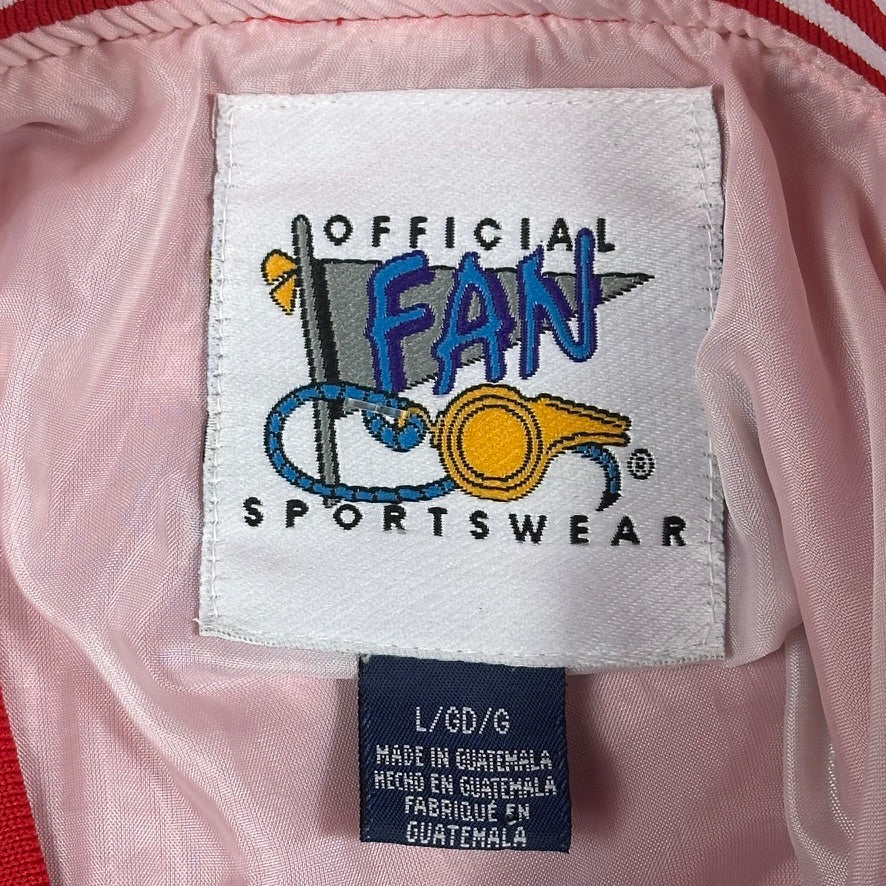 OFFICIAL
FAN
®
SPORTSWEAR
L/GD/G
MADE IN GUATEMALA
HECHO EN GUATEMALA
FABRIQUÉ EN
GUATEMALA